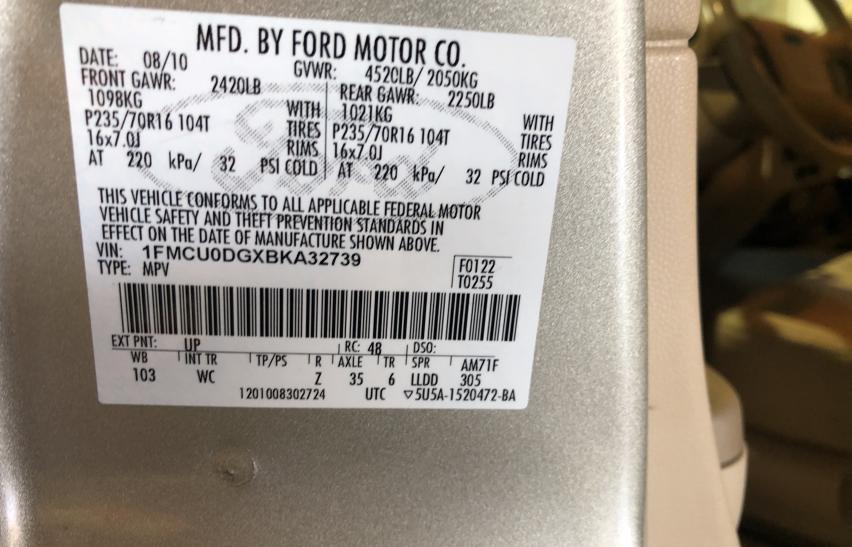 MFD. BY FORD MOTOR CO.
DATE: 08/10 GVWR: 4520LB/ 2050KG
FRONT GAWR: 2420LB REAR GAWR: 2250LB
1098KG WITH 1021KG WITH
P235/70R16 104T TIRES P235/70R16 104T TIRES
16x7.0J RIMS 16x7.0J RIMS
AT 220 kPa/ 32 PSI COLD AT 220 kPa/ 32 PSI COLD
THIS VEHICLE CONFORMS TO ALL APPLICABLE FEDERAL MOTOR
VEHICLE SAFETY AND THEFT PREVENTION STANDARDS IN
EFFECT ON THE DATE OF MANUFACTURE SHOWN ABOVE.
VIN: 1FMCU0DGXBKA32739
TYPE: MPV
F0122
T0255
EXT PNT: UP RC: 48 DSO:
WB INT TR TP/PS R AXLE TR SPR AM71F
103 WC Z 35 6 LLDD 305
1201008302724 UTC ▽5U5A-1520472-BA
Ford